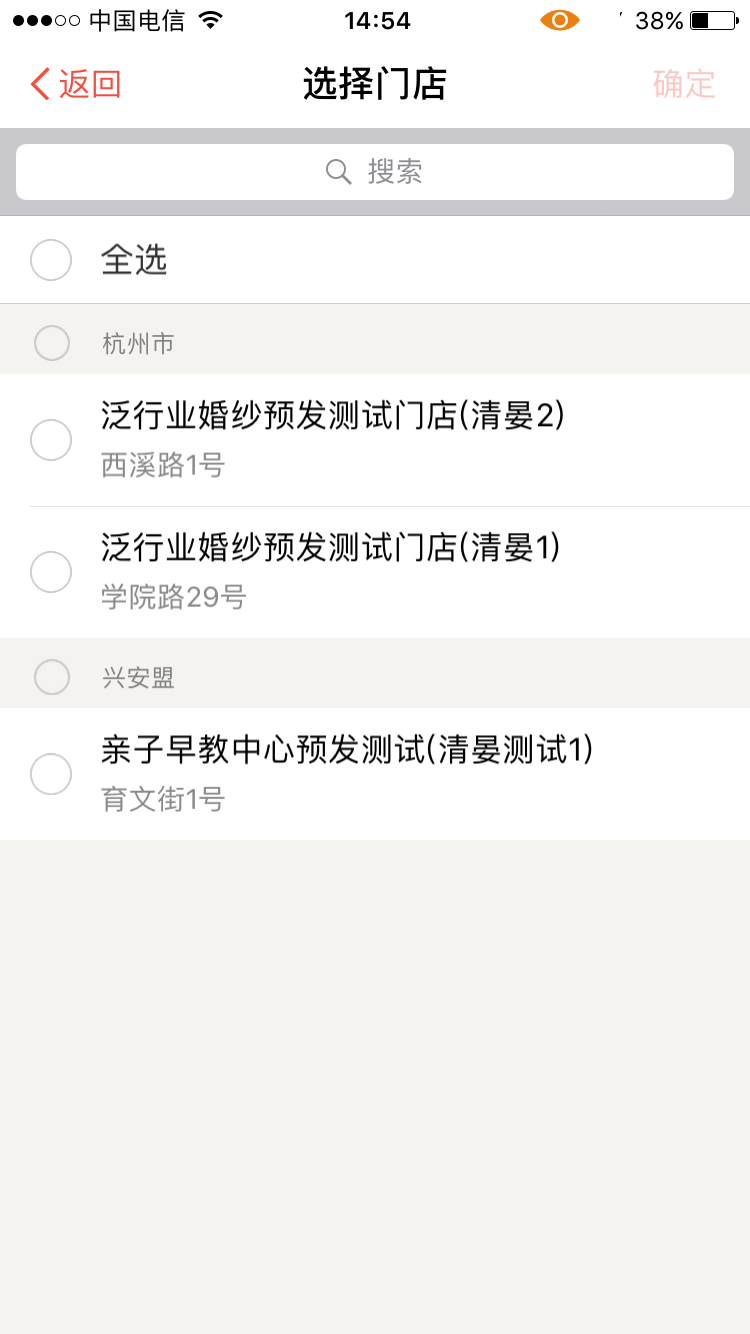 中国电信 14:54 38%
返回 选择门店 确定
搜索
全选
杭州市
泛行业婚纱预发测试门店(清晏2)
西溪路1号
泛行业婚纱预发测试门店(清晏1)
学院路29号
兴安盟
亲子早教中心预发测试(清晏测试1)
育文街1号